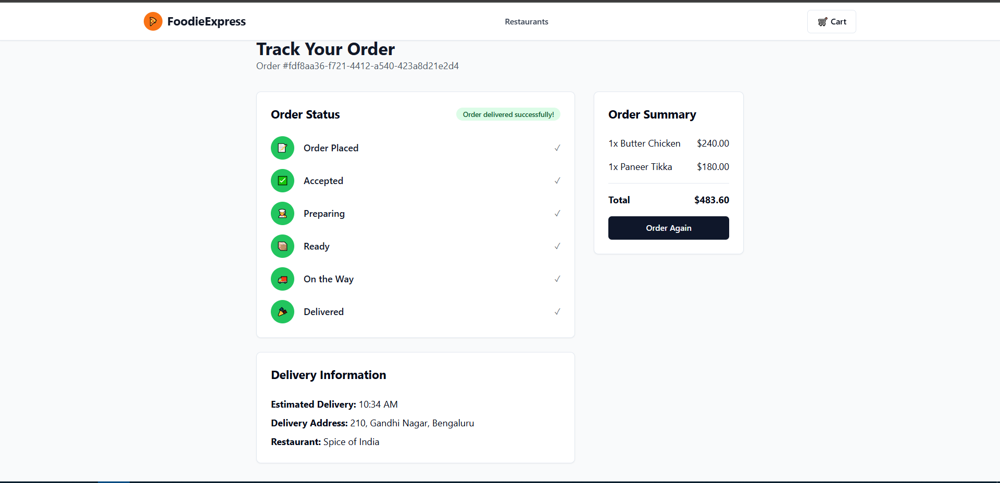 FoodieExpress
Restaurants
Cart
Track Your Order
Order #fdf8aa36-f721-4412-a540-423a8d21e2d4
Order Status
Order delivered successfully!
Order Placed ✓
Accepted ✓
Preparing ✓
Ready ✓
On the Way ✓
Delivered ✓
Order Summary
1x Butter Chicken $240.00
1x Paneer Tikka $180.00
Total $483.60
Order Again
Delivery Information
Estimated Delivery: 10:34 AM
Delivery Address: 210, Gandhi Nagar, Bengaluru
Restaurant: Spice of India